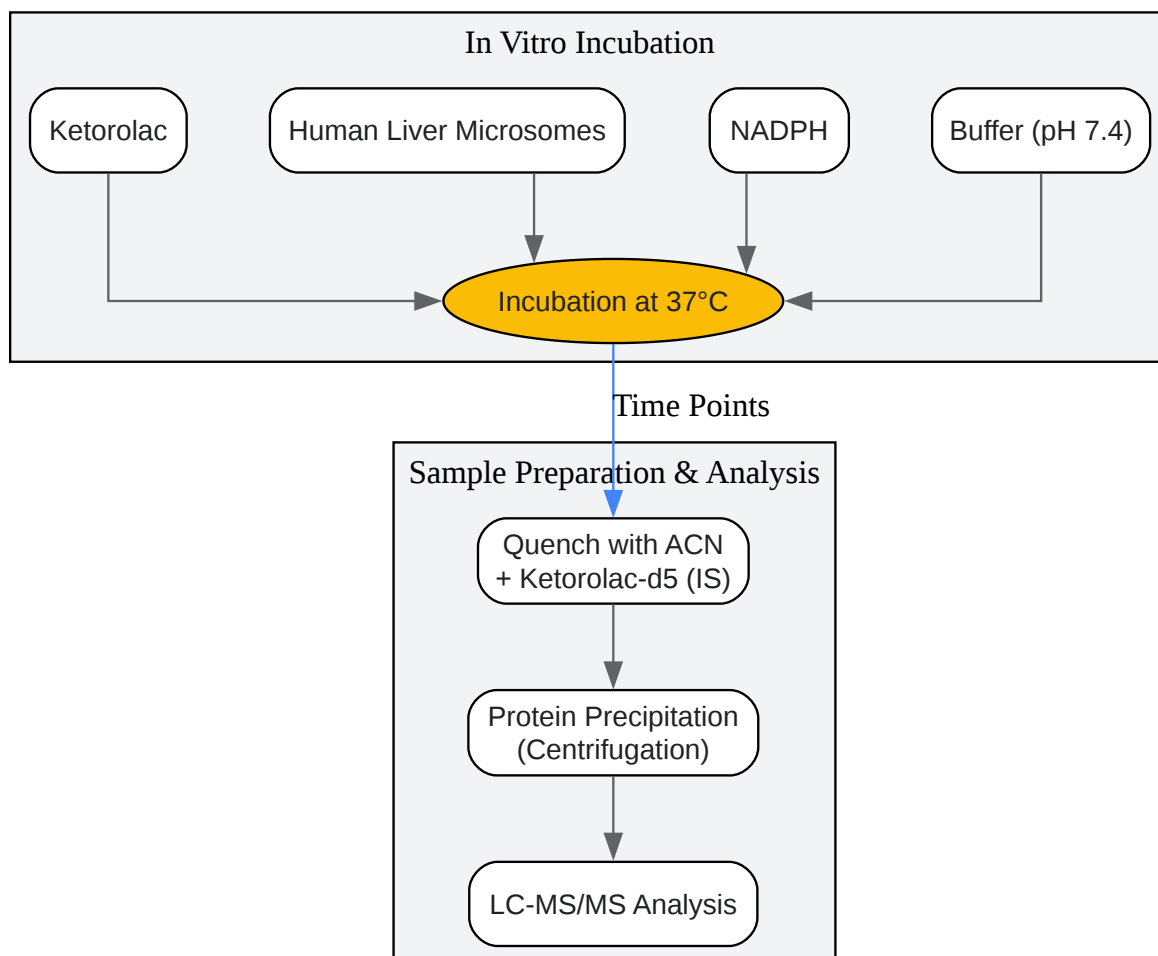 In Vitro Incubation
Ketorolac
Human Liver Microsomes
NADPH
Buffer (pH 7.4)
Incubation at 37°C
Time Points
Sample Preparation & Analysis
Quench with ACN
+ Ketorolac-d5 (IS)
Protein Precipitation
(Centrifugation)
LC-MS/MS Analysis